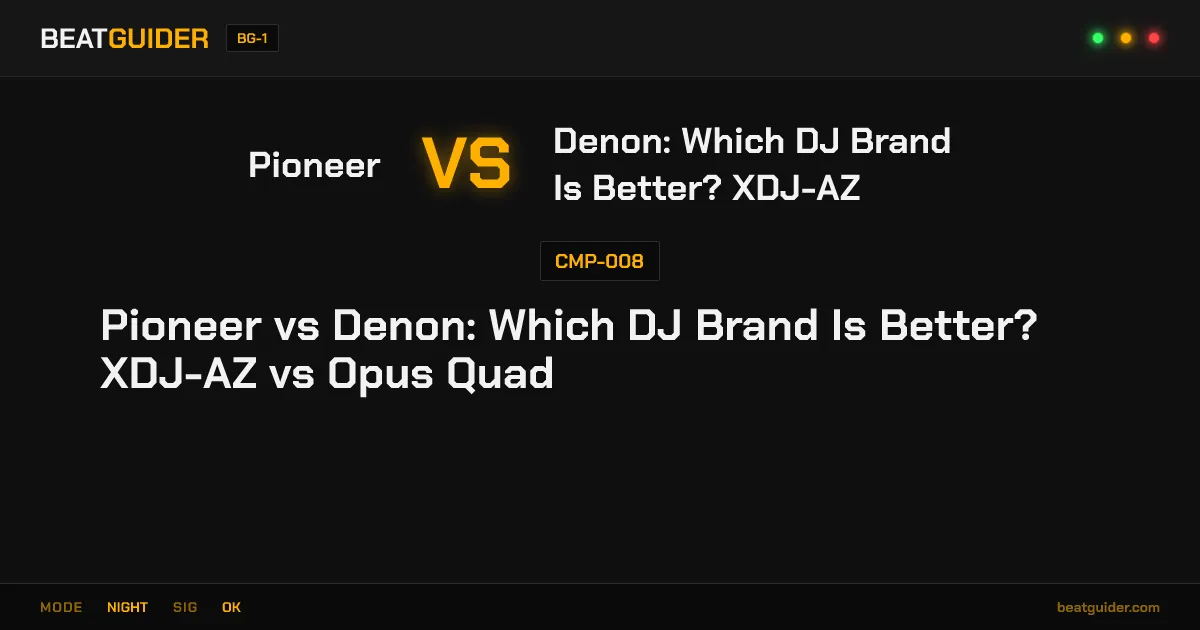 BEATGUIDER BG-1
Pioneer VS Denon: Which DJ Brand
Is Better? XDJ-AZ
CMP-008
Pioneer vs Denon: Which DJ Brand Is Better?
XDJ-AZ vs Opus Quad
MODE NIGHT SIG OK beatguider.com